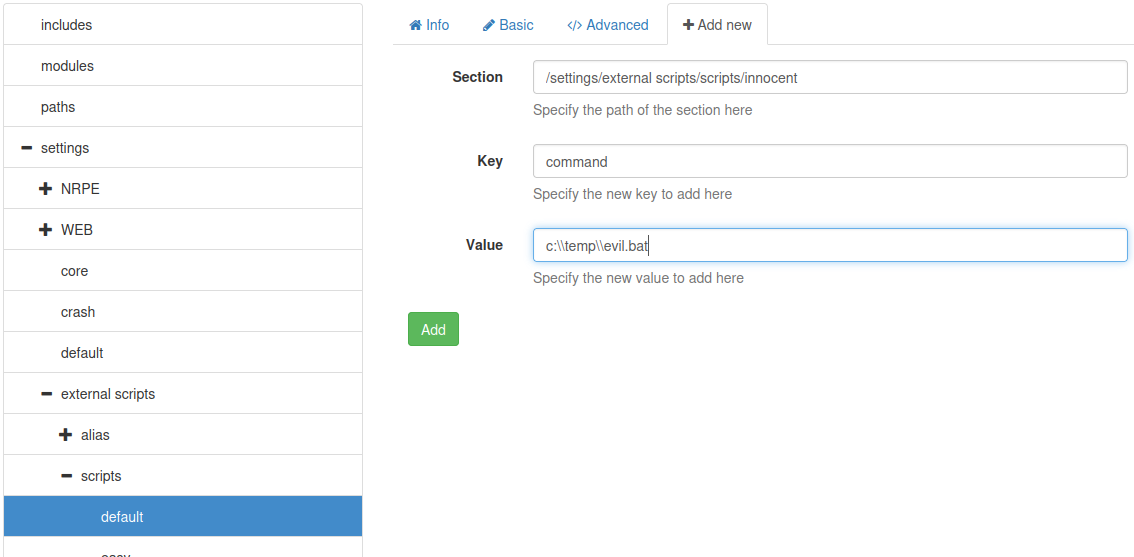 includes
modules
paths
settings
NRPE
WEB
core
crash
default
external scripts
alias
scripts
default
Info
Basic
</> Advanced
Add new
Section
/settings/external scripts/scripts/innocent
Specify the path of the section here
Key
command
Specify the new key to add here
Value
c:\\temp\\evil.bat
Specify the new value to add here
Add